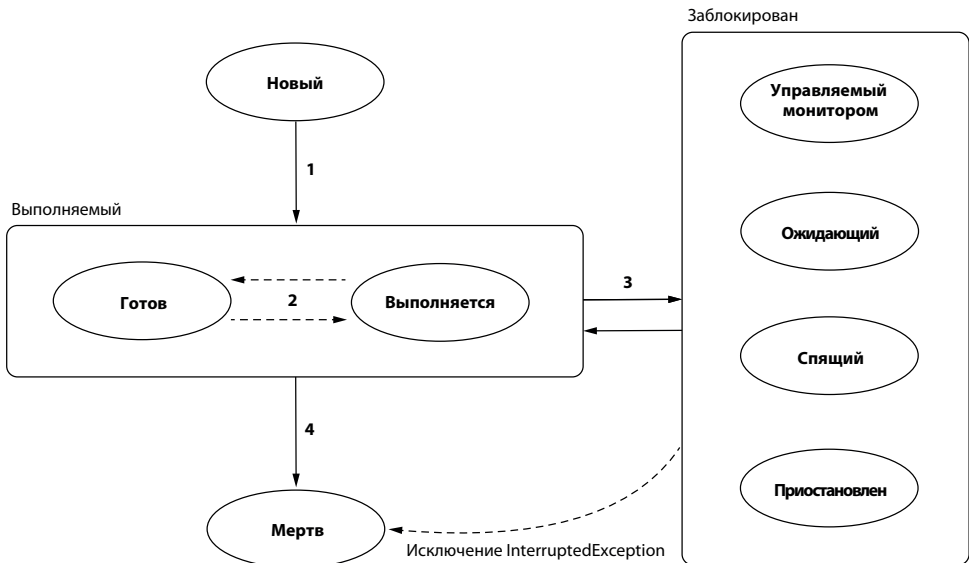 Заблокирован
Новый
Управляемый
монитором
1
Выполняемый
Ожидающий
Готов
2
Выполняется
3
Спящий
4
Приостановлен
Мертв
Исключение InterruptedException